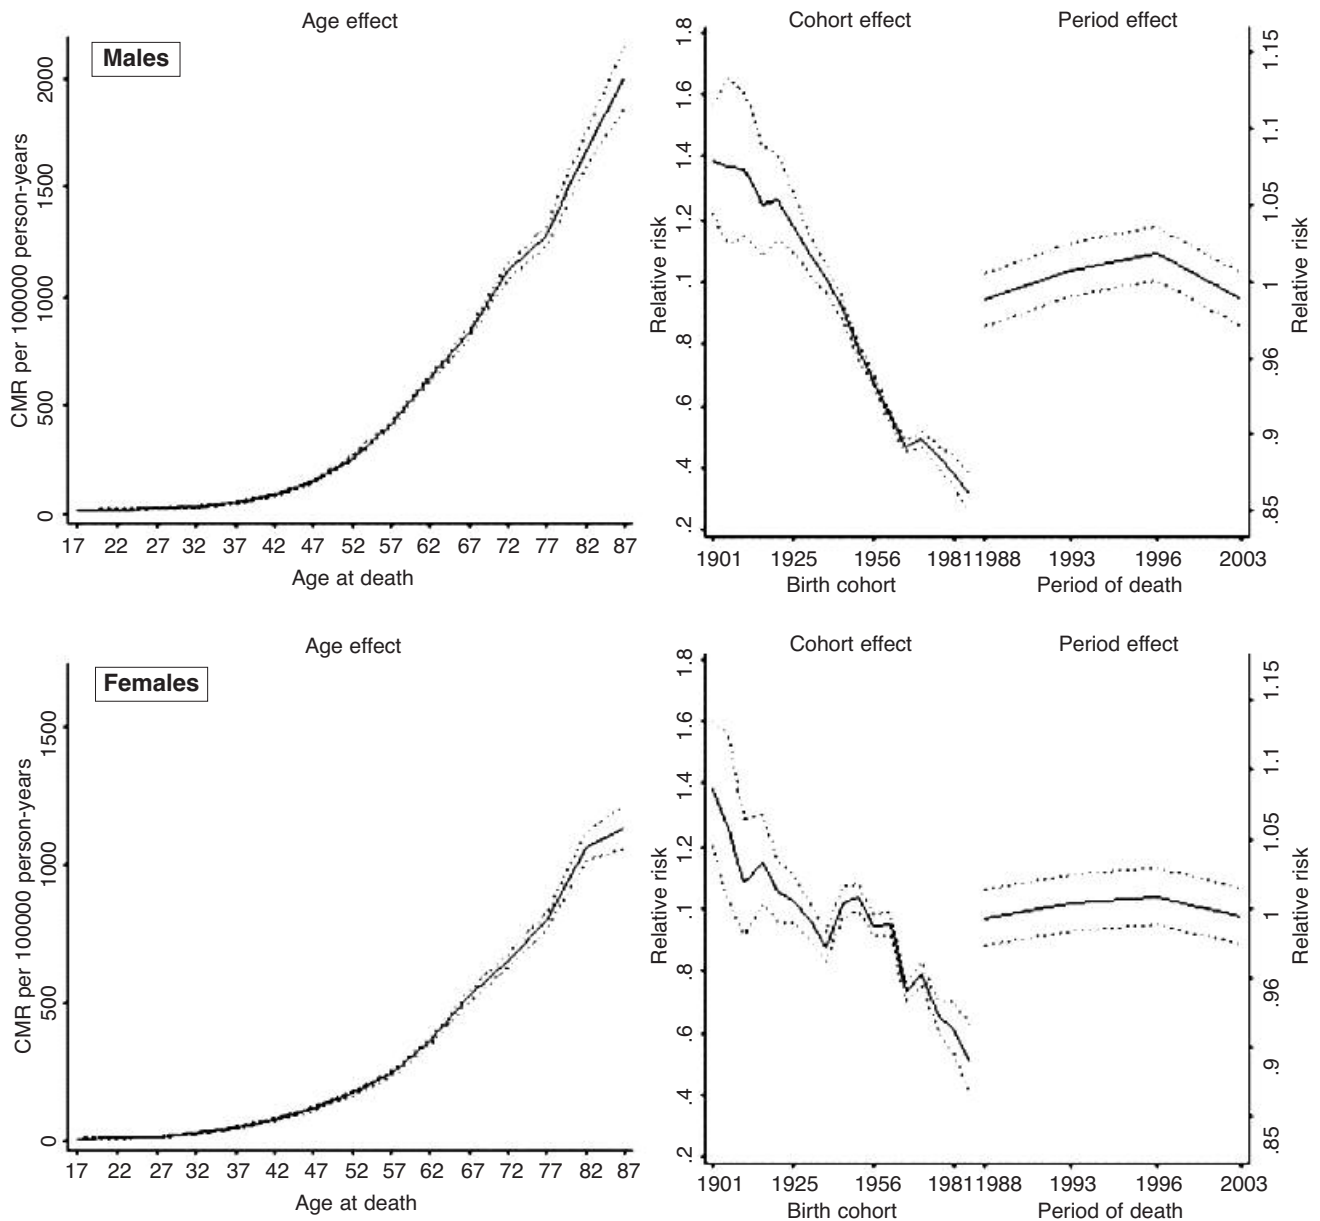 Age effect
Cohort effect
Period effect
Males
CMR per 100000 person-years
0
500
1000
1500
2000
17 22 27 32 37 42 47 52 57 62 67 72 77 82 87
Age at death
Relative risk
.2
.4
.6
.8
1
1.2
1.4
1.6
1.8
1901 1925 1956 1981 1988 1993 1996 2003
Birth cohort
Period of death
.85
.9
.96
1
1.05
1.1
1.15
Relative risk
Age effect
Cohort effect
Period effect
Females
CMR per 100000 person-years
0
500
1000
1500
17 22 27 32 37 42 47 52 57 62 67 72 77 82 87
Age at death
Relative risk
.2
.4
.6
.8
1
1.2
1.4
1.6
1.8
1901 1925 1956 1981 1988 1993 1996 2003
Birth cohort
Period of death
.85
.9
.96
1
1.05
1.1
1.15
Relative risk